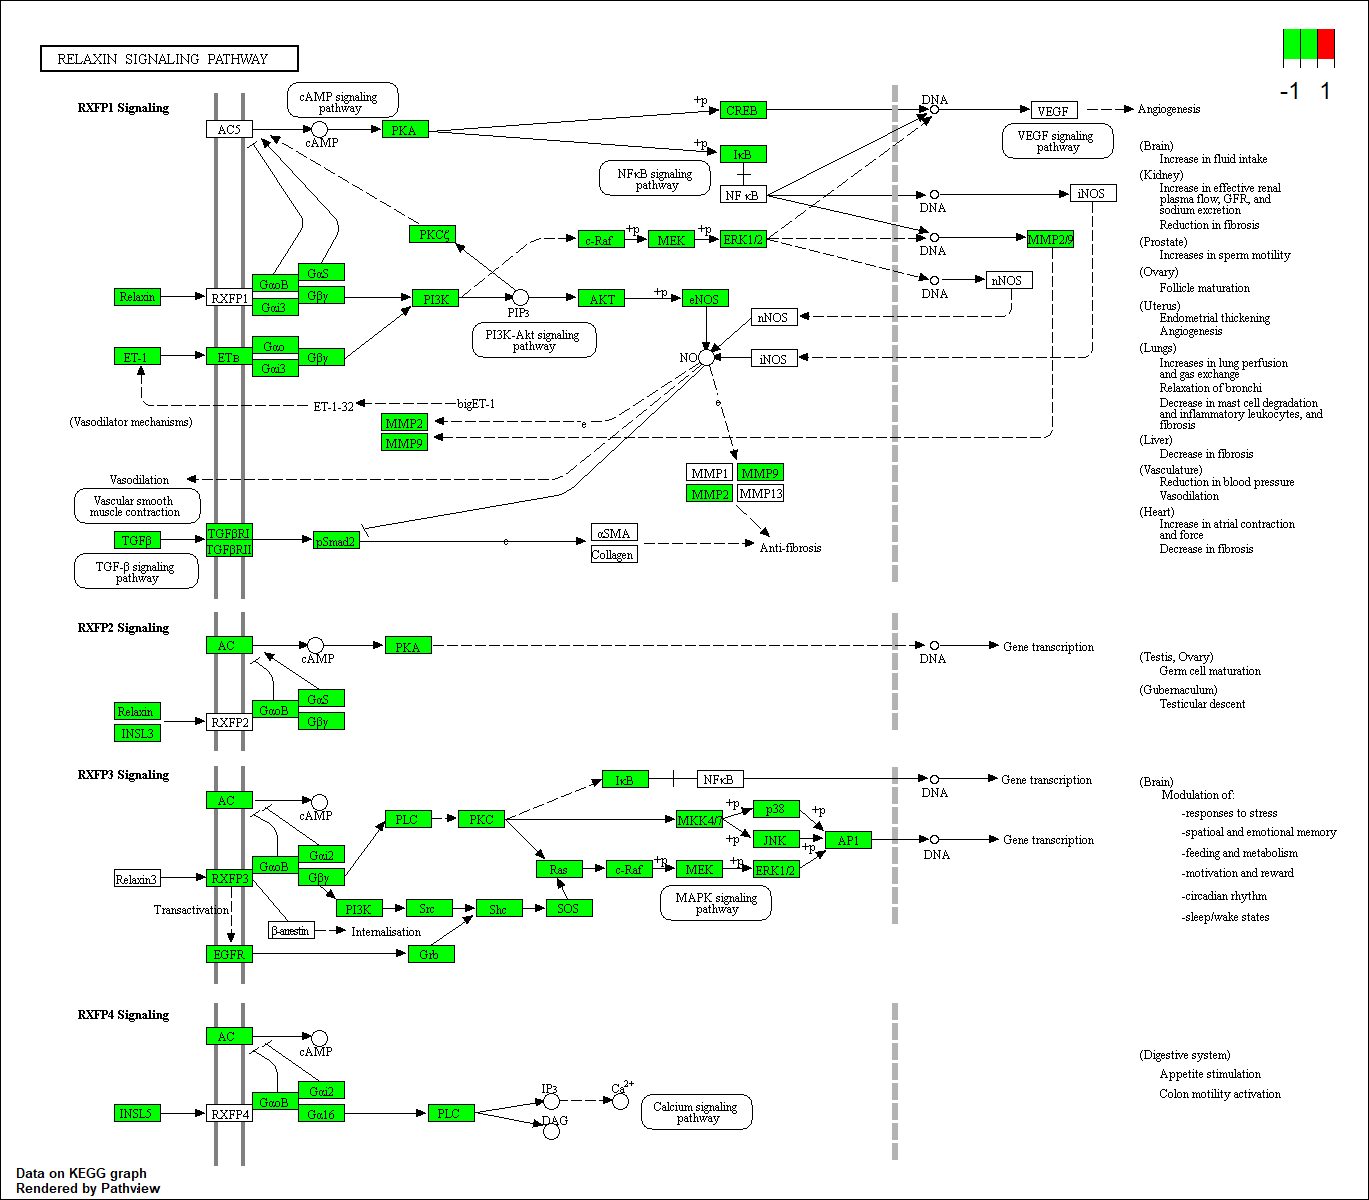 RELAXIN SIGNALING PATHWAY
-1 1
RXFP1 Signaling
cAMP signaling
pathway
AC5
cAMP
PKA
+p
CREB
DNA
VEGF
Angiogenesis
VEGF signaling
pathway
+p
IκB
NFκB signaling
pathway
NFκB
DNA
iNOS
PKCζ
c-Raf
+p
MEK
+p
ERK1/2
DNA
MMP2/9
GαoB
GαS
Relaxin
RXFP1
Gαi3
Gβγ
PI3K
PIP3
AKT
+p
eNOS
DNA
nNOS
PI3K-Akt signaling
pathway
nNOS
ET-1
ETB
Gαo
Gαi3
Gβγ
NO
iNOS
ET-1-32
bigET-1
(Vasodilator mechanisms)
MMP2
MMP9
e
e
Vasodilation
MMP1
MMP9
MMP2
MMP13
Vascular smooth
muscle contraction
TGFβ
TGFβRI
TGFβRII
pSmad2
e
αSMA
Collagen
Anti-fibrosis
TGF-β signaling
pathway
(Brain)
Increase in fluid intake
(Kidney)
Increase in effective renal
plasma flow, GFR, and
sodium excretion
Reduction in fibrosis
(Prostate)
Increases in sperm motility
(Ovary)
Follicle maturation
(Uterus)
Endometrial thickening
Angiogenesis
(Lungs)
Increases in lung perfusion
and gas exchange
Relaxation of bronchi
Decrease in mast cell degradation
and inflammatory leukocytes, and
fibrosis
(Liver)
Decrease in fibrosis
(Vasculature)
Reduction in blood pressure
Vasodilation
(Heart)
Increase in atrial contraction
and force
Decrease in fibrosis
RXFP2 Signaling
AC
cAMP
PKA
DNA
Gene transcription
GαoB
GαS
Gβγ
Relaxin
INSL3
RXFP2
(Testis, Ovary)
Germ cell maturation
(Gubernaculum)
Testicular descent
RXFP3 Signaling
AC
cAMP
IκB
NFκB
DNA
Gene transcription
PLC
PKC
MKK4/7
+p
+p
p38
JNK
+p
+p
AP1
DNA
Gene transcription
GαoB
Gαi2
Gβγ
Relaxin3
RXFP3
Ras
c-Raf
+p
MEK
+p
ERK1/2
MAPK signaling
pathway
PI3K
Src
Shc
SOS
Transactivation
β-arrestin
Internalisation
EGFR
Grb
(Brain)
Modulation of:
-responses to stress
-spatioal and emotional memory
-feeding and metabolism
-motivation and reward
-circadian rhythm
-sleep/wake states
RXFP4 Signaling
AC
cAMP
GαoB
Gαi2
Gα16
INSL5
RXFP4
PLC
IP3
DAG
Ca2+
Calcium signaling
pathway
(Digestive system)
Appetite stimulation
Colon motility activation
Data on KEGG graph
Rendered by Pathview